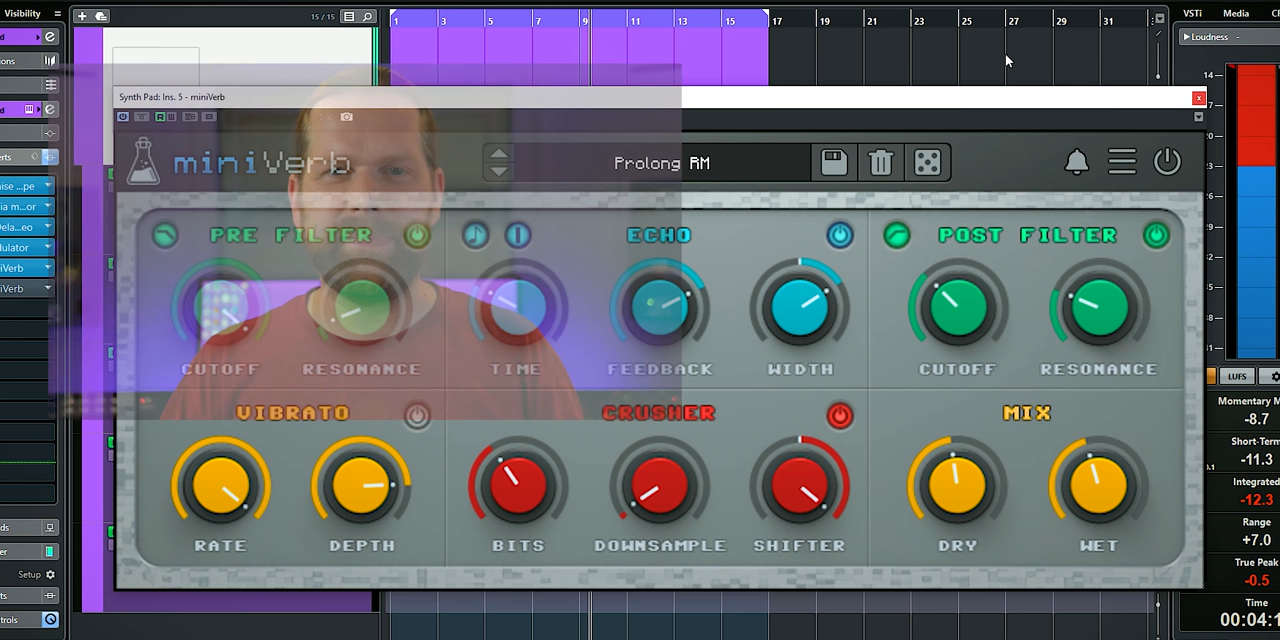 Visibility
15 / 15
1 3 5 7 9 11 13 15 17 19 21 23 25 27 29 31
VSTi Media
Loudness -
Synth Pad: Ins. 5 - miniVerb
miniVerb
Prolong RM
PRE FILTER
ECHO
POST FILTER
CUTOFF RESONANCE TIME FEEDBACK WIDTH CUTOFF RESONANCE
VIBRATO
CRUSHER
MIX
RATE DEPTH BITS DOWNSAMPLE SHIFTER DRY WET
Setup
LUFS
Momentary M
-8.7
Short-Term
-11.3
Integrated
-12.3
Range
+7.0
True Peak
-0.5
Time